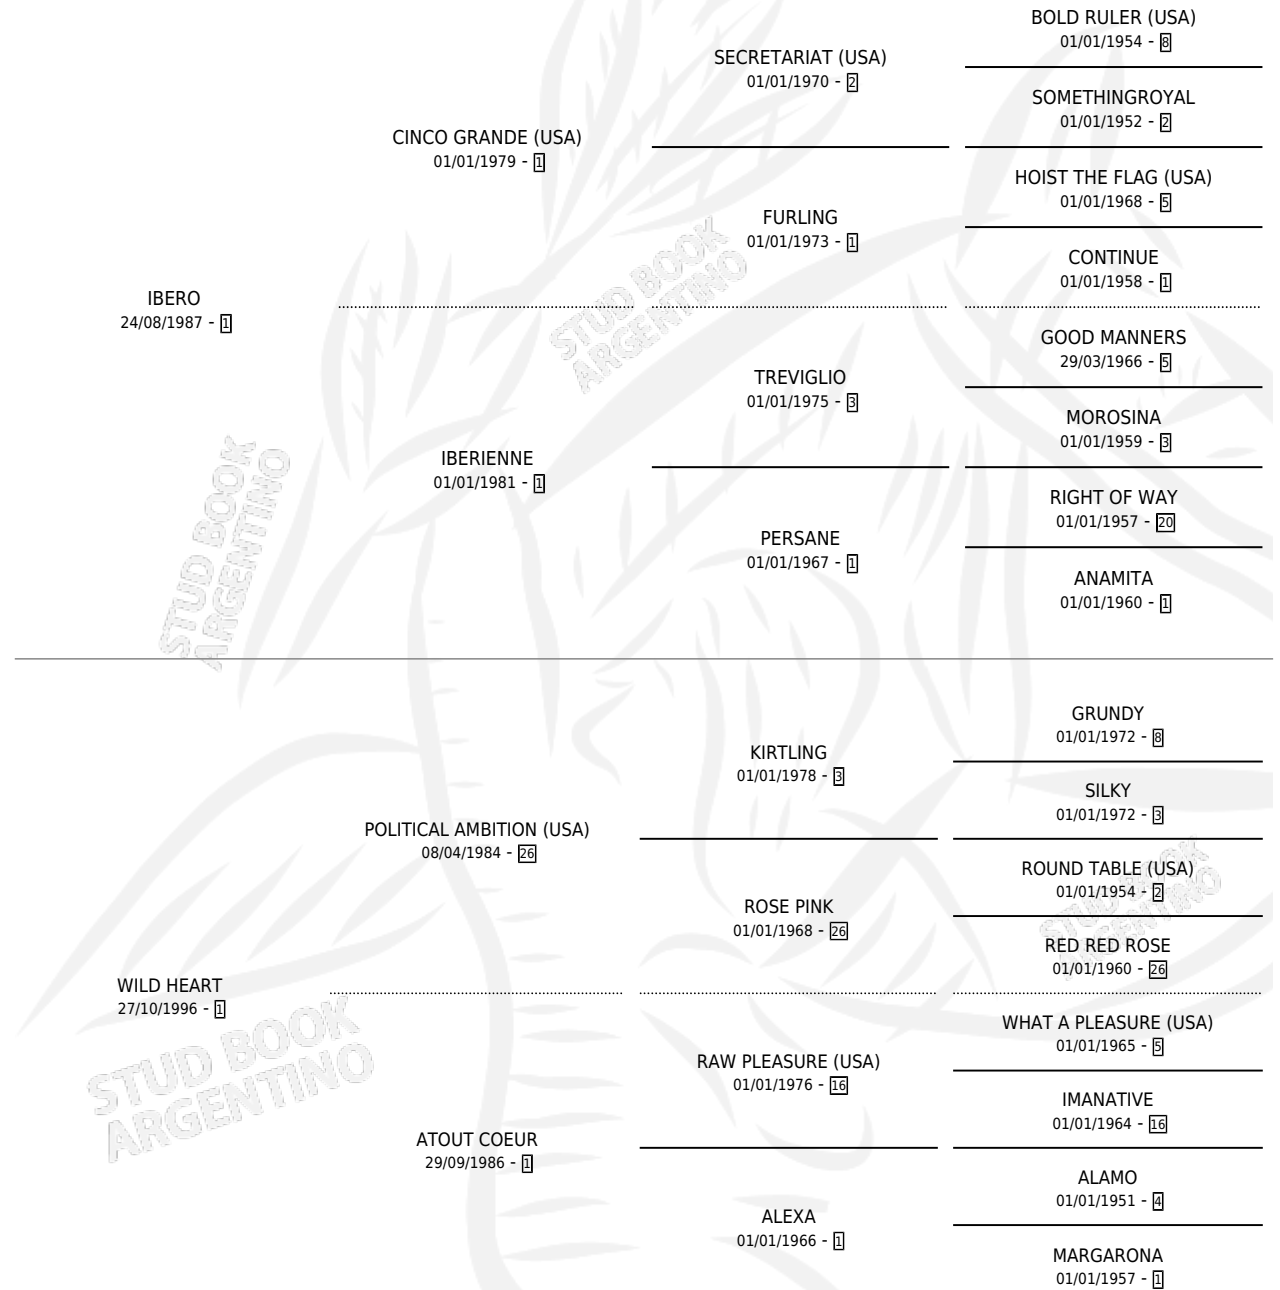 BOLD RULER (USA)
01/01/1954 - 8
SECRETARIAT (USA)
01/01/1970 - 2
SOMETHINGROYAL
01/01/1952 - 2
CINCO GRANDE (USA)
01/01/1979 - 1
HOIST THE FLAG (USA)
01/01/1968 - 5
FURLING
01/01/1973 - 1
CONTINUE
01/01/1958 - 1
IBERO
24/08/1987 - 1
GOOD MANNERS
29/03/1966 - 5
TREVIGLIO
01/01/1975 - 3
MOROSINA
01/01/1959 - 3
IBERIENNE
01/01/1981 - 1
RIGHT OF WAY
01/01/1957 - 20
PERSANE
01/01/1967 - 1
ANAMITA
01/01/1960 - 1
STUD BOOK
ARGENTINO
STUD BOOK
ARGENTINO
GRUNDY
01/01/1972 - 8
KIRTLING
01/01/1978 - 3
SILKY
01/01/1972 - 3
POLITICAL AMBITION (USA)
08/04/1984 - 26
ROUND TABLE (USA)
01/01/1954 - 2
ROSE PINK
01/01/1968 - 26
RED RED ROSE
01/01/1960 - 26
WILD HEART
27/10/1996 - 1
WHAT A PLEASURE (USA)
01/01/1965 - 5
RAW PLEASURE (USA)
01/01/1976 - 16
IMANATIVE
01/01/1964 - 16
ATOUT COEUR
29/09/1986 - 1
ALAMO
01/01/1951 - 4
ALEXA
01/01/1966 - 1
MARGARONA
01/01/1957 - 1
STUD BOOK
ARGENTINO
STUD BOOK
ARGENTINO